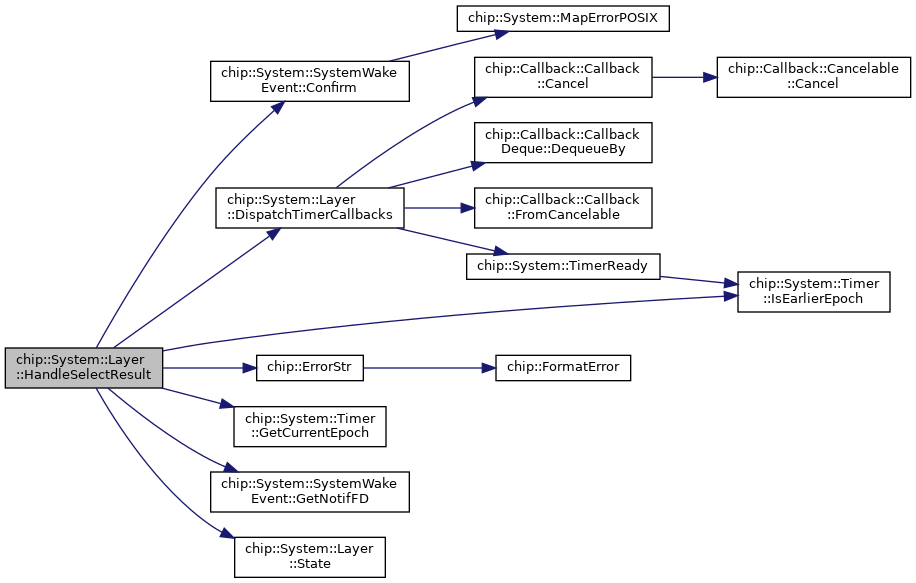 chip::System::MapErrorPOSIX
chip::System::SystemWake
Event::Confirm
chip::Callback::Callback
::Cancel
chip::Callback::Cancelable
::Cancel
chip::Callback::Callback
Deque::DequeueBy
chip::System::Layer
::DispatchTimerCallbacks
chip::Callback::Callback
::FromCancelable
chip::System::TimerReady
chip::System::Timer
::IsEarlierEpoch
chip::System::Layer
::HandleSelectResult
chip::ErrorStr
chip::FormatError
chip::System::Timer
::GetCurrentEpoch
chip::System::SystemWake
Event::GetNotifFD
chip::System::Layer
::State